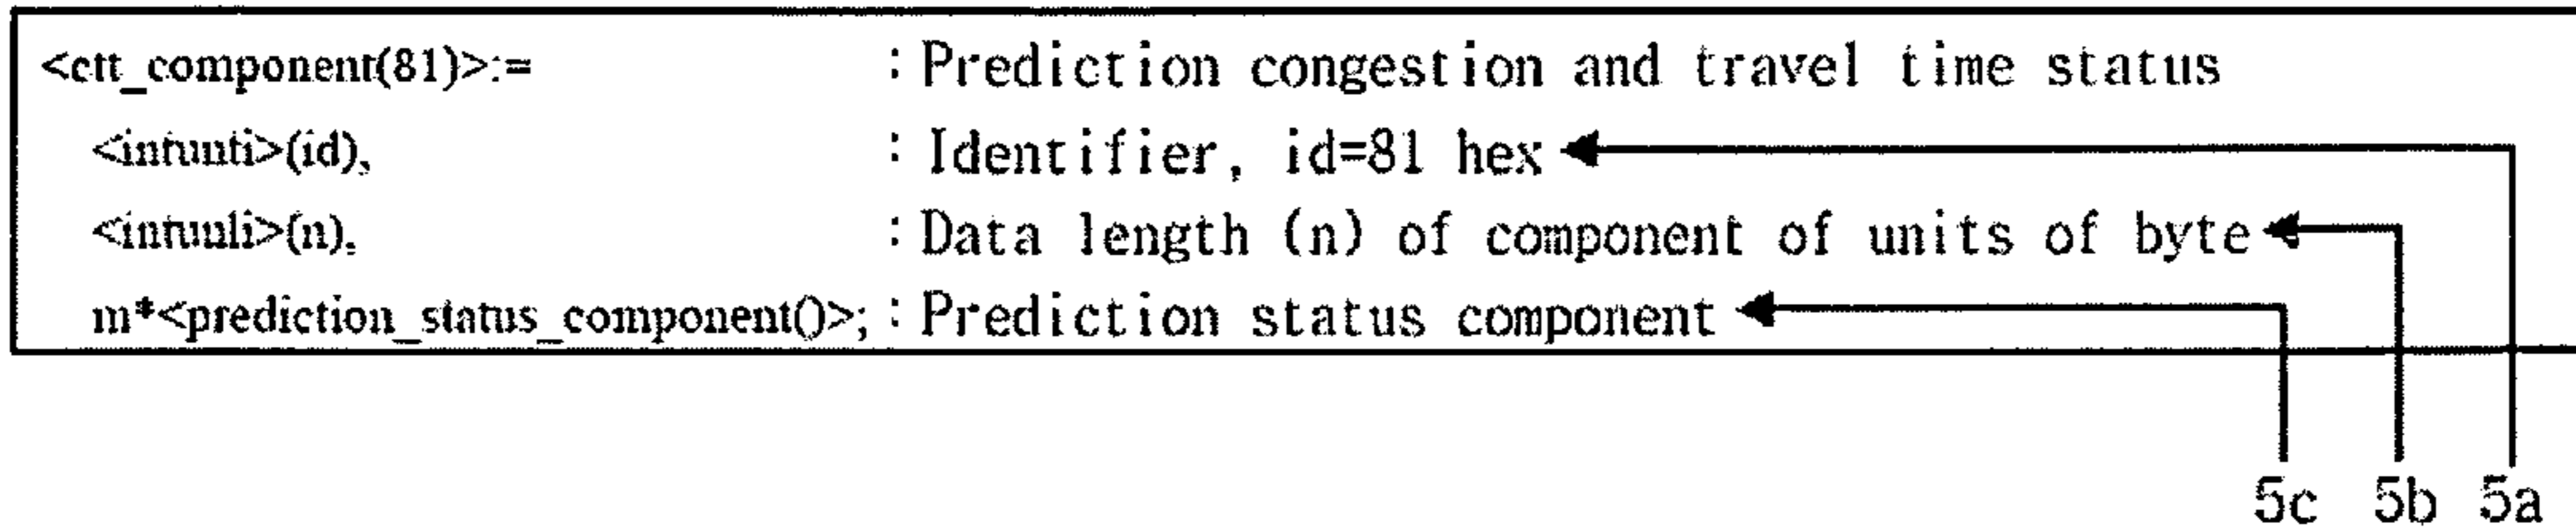 <ctt_component(81)>:= : Prediction congestion and travel time status
<intunti>(id), : Identifier, id=81 hex
<intunli>(n), : Data length (n) of component of units of byte
m*<prediction_status_component()>; : Prediction status component
5c 5b 5a